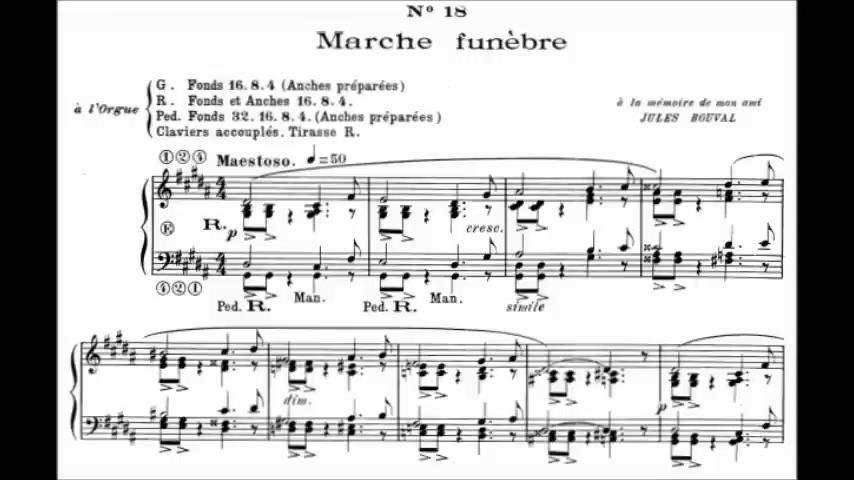 Nº 18
Marche funèbre
à l'Orgue
G. Fonds 16. 8. 4 (Anches préparées)
R. Fonds et Anches 16. 8. 4.
Ped. Fonds 32. 16. 8. 4. (Anches préparées)
Claviers accouplés. Tirasse R.
à la mémoire de mon ami
JULES BOUVAL
①②④ Maestoso. ♩=50
R. p cresc.
Ⓔ
④②①
Ped. R. Man. Ped. R. Man. simile
dim.
p